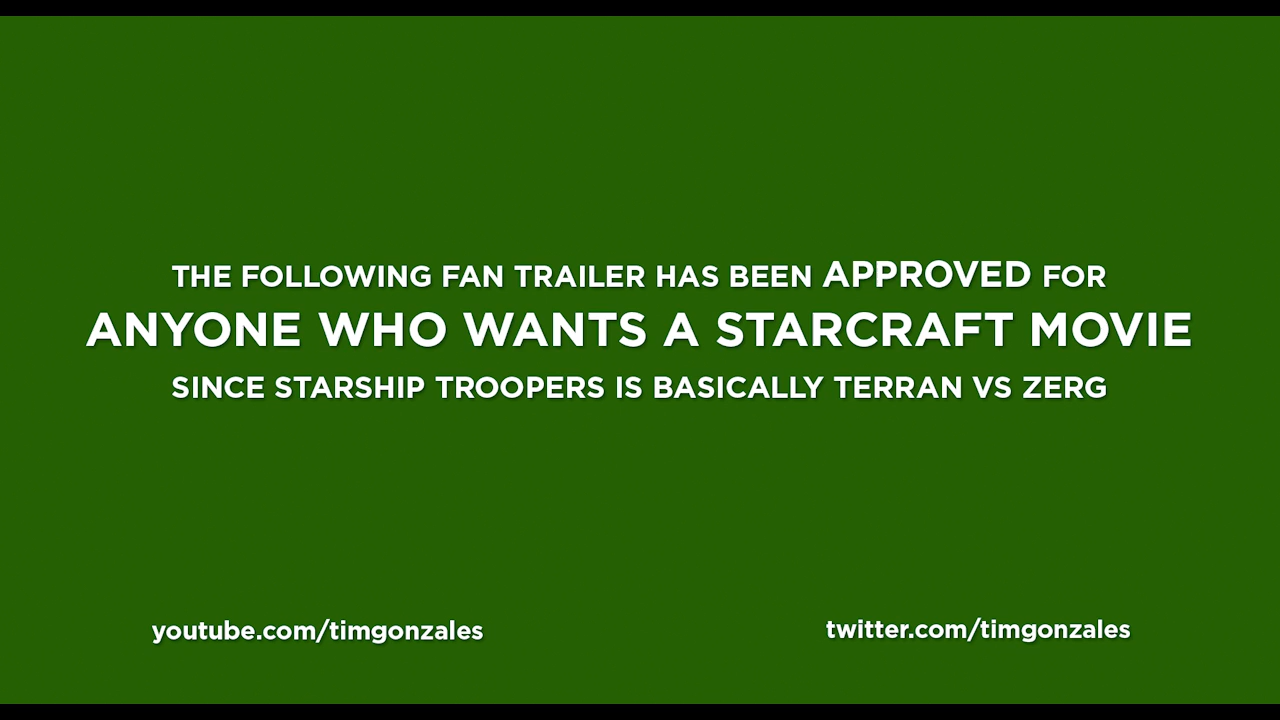 THE FOLLOWING FAN TRAILER HAS BEEN APPROVED FOR
ANYONE WHO WANTS A STARCRAFT MOVIE
SINCE STARSHIP TROOPERS IS BASICALLY TERRAN VS ZERG
youtube.com/timgonzales
twitter.com/timgonzales